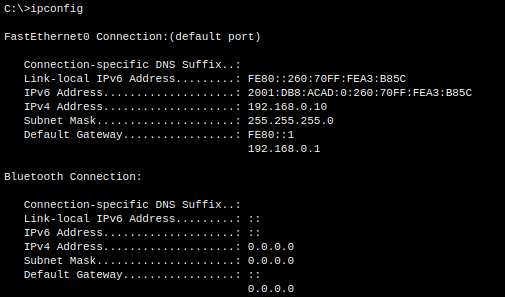 C:\>ipconfig
FastEthernet0 Connection:(default port)
Connection-specific DNS Suffix..:
Link-local IPv6 Address.........: FE80::260:70FF:FEA3:B85C
IPv6 Address....................: 2001:DB8:ACAD:0:260:70FF:FEA3:B85C
IPv4 Address....................: 192.168.0.10
Subnet Mask.....................: 255.255.255.0
Default Gateway.................: FE80::1
192.168.0.1
Bluetooth Connection:
Connection-specific DNS Suffix..:
Link-local IPv6 Address.........: ::
IPv6 Address....................: ::
IPv4 Address....................: 0.0.0.0
Subnet Mask.....................: 0.0.0.0
Default Gateway.................: ::
0.0.0.0